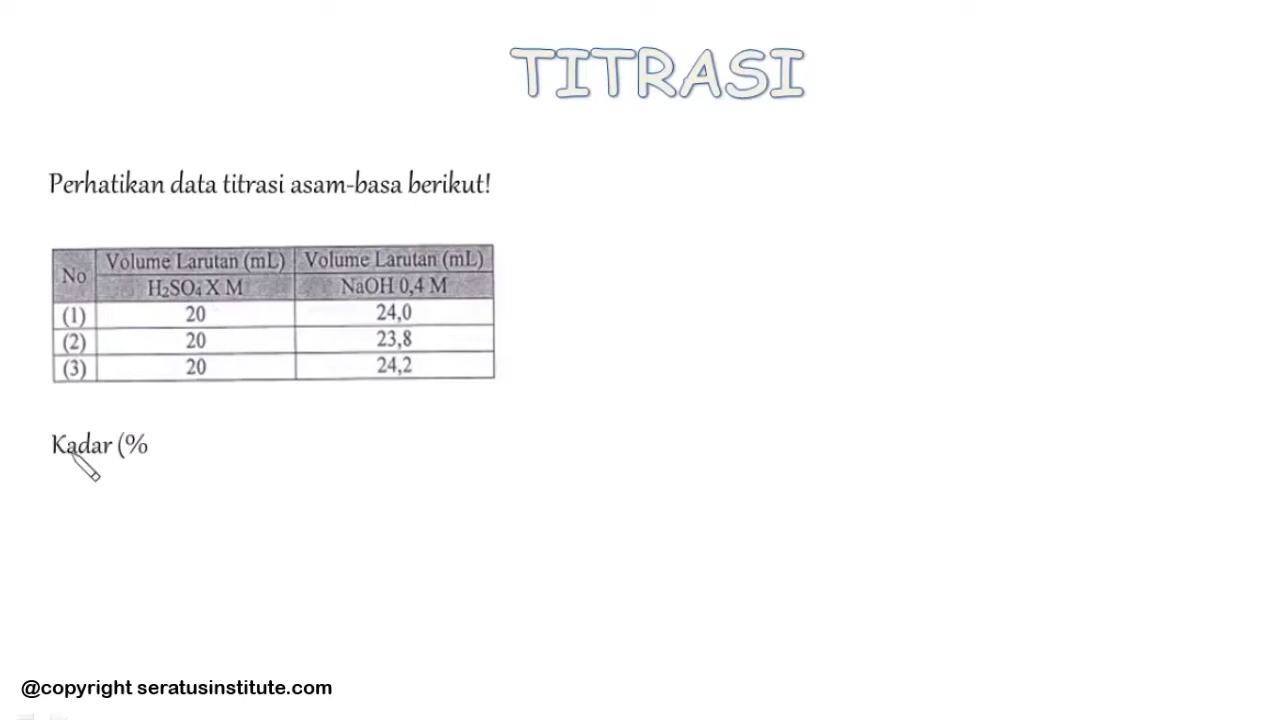 TITRASI
Perhatikan data titrasi asam-basa berikut!
No Volume Larutan (mL) Volume Larutan (mL)
H₂SO₄ X M NaOH 0,4 M
(1) 20 24,0
(2) 20 23,8
(3) 20 24,2
Kadar (%
@copyright seratusinstitute.com